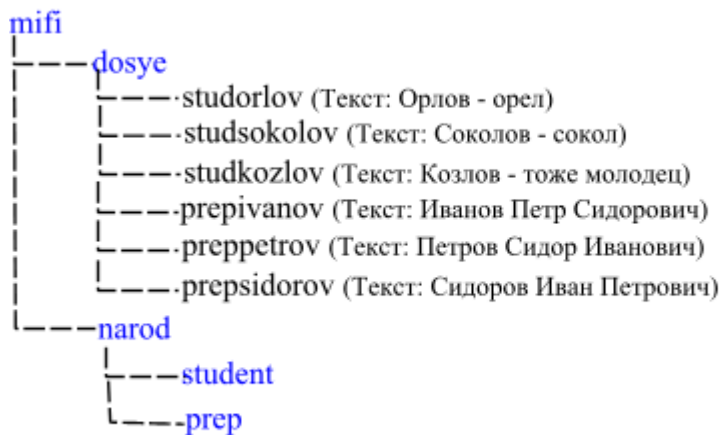 mifi
dosye
studorlov (Текст: Орлов - орел)
studsokolov (Текст: Соколов - сокол)
studkozlov (Текст: Козлов - тоже молодец)
prepivanov (Текст: Иванов Петр Сидорович)
preppetrov (Текст: Петров Сидор Иванович)
prepsidorov (Текст: Сидоров Иван Петрович)
narod
student
prep